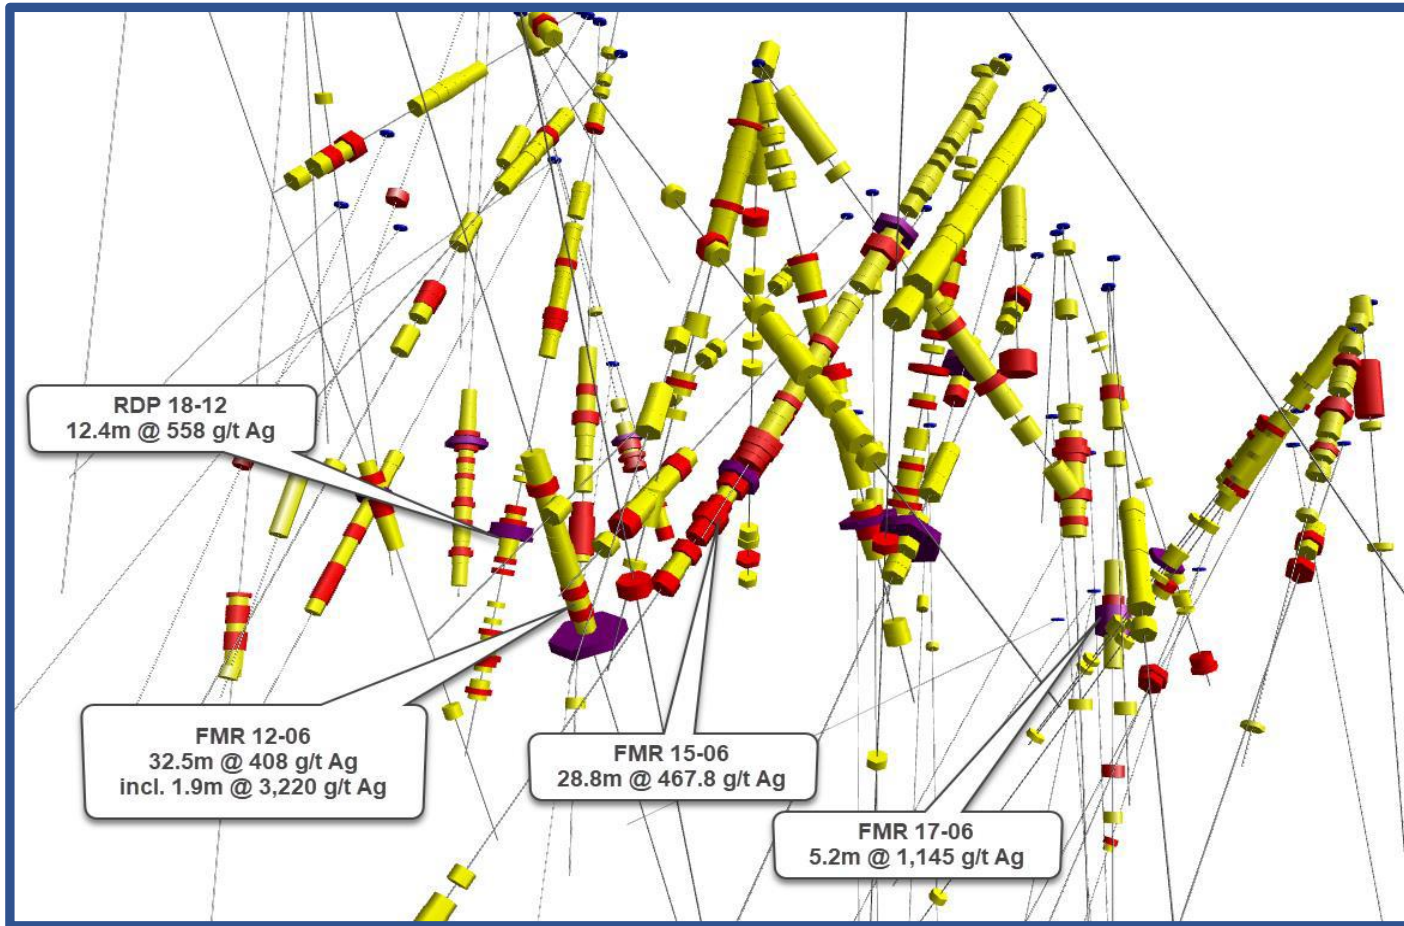 RDP 18-12
12.4m @ 558 g/t Ag
FMR 12-06
32.5m @ 408 g/t Ag
incl. 1.9m @ 3,220 g/t Ag
FMR 15-06
28.8m @ 467.8 g/t Ag
FMR 17-06
5.2m @ 1,145 g/t Ag